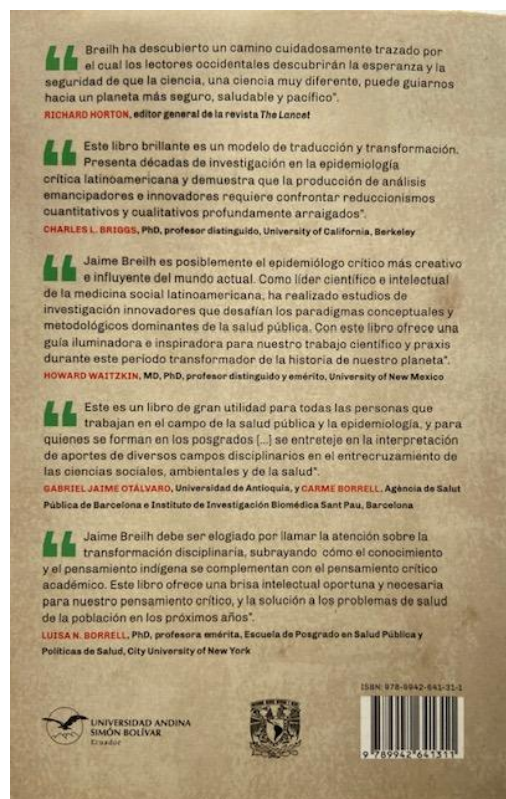 “ Breilh ha descubierto un camino cuidadosamente trazado por
el cual los lectores occidentales descubrirán la esperanza y la
seguridad de que la ciencia, una ciencia muy diferente, puede guiarnos
hacia un planeta más seguro, saludable y pacífico”.
RICHARD HORTON, editor general de la revista The Lancet
“ Este libro brillante es un modelo de traducción y transformación.
Presenta décadas de investigación en la epidemiología
crítica latinoamericana y demuestra que la producción de análisis
emancipadores e innovadores requiere confrontar reduccionismos
cuantitativos y cualitativos profundamente arraigados”.
CHARLES L. BRIGGS, PhD, profesor distinguido, University of California, Berkeley
“ Jaime Breilh es posiblemente el epidemiólogo crítico más creativo
e influyente del mundo actual. Como líder científico e intelectual
de la medicina social latinoamericana, ha realizado estudios de
investigación innovadores que desafían los paradigmas conceptuales y
metodológicos dominantes de la salud pública. Con este libro ofrece una
guía iluminadora e inspiradora para nuestro trabajo científico y praxis
durante este período transformador de la historia de nuestro planeta”.
HOWARD WAITZKIN, MD, PhD, profesor distinguido y emérito, University of New Mexico
“ Este es un libro de gran utilidad para todas las personas que
trabajan en el campo de la salud pública y la epidemiología, y para
quienes se forman en los posgrados [...] se entreteje en la interpretación
de aportes de diversos campos disciplinarios en el entrecruzamiento de
las ciencias sociales, ambientales y de la salud”.
GABRIEL JAIME OTÁLVARO, Universidad de Antioquia, y CARME BORRELL, Agència de Salut
Pública de Barcelona e Instituto de Investigación Biomédica Sant Pau, Barcelona
“ Jaime Breilh debe ser elogiado por llamar la atención sobre la
transformación disciplinaria, subrayando cómo el conocimiento
y el pensamiento indígena se complementan con el pensamiento crítico
académico. Este libro ofrece una brisa intelectual oportuna y necesaria
para nuestro pensamiento crítico, y la solución a los problemas de salud
de la población en los próximos años”.
LUISA N. BORRELL, PhD, profesora emérita, Escuela de Posgrado en Salud Pública y
Políticas de Salud, City University of New York
ISBN: 978-9942-641-31-1
UNIVERSIDAD ANDINA
SIMÓN BOLÍVAR
Ecuador
9 789942 641311